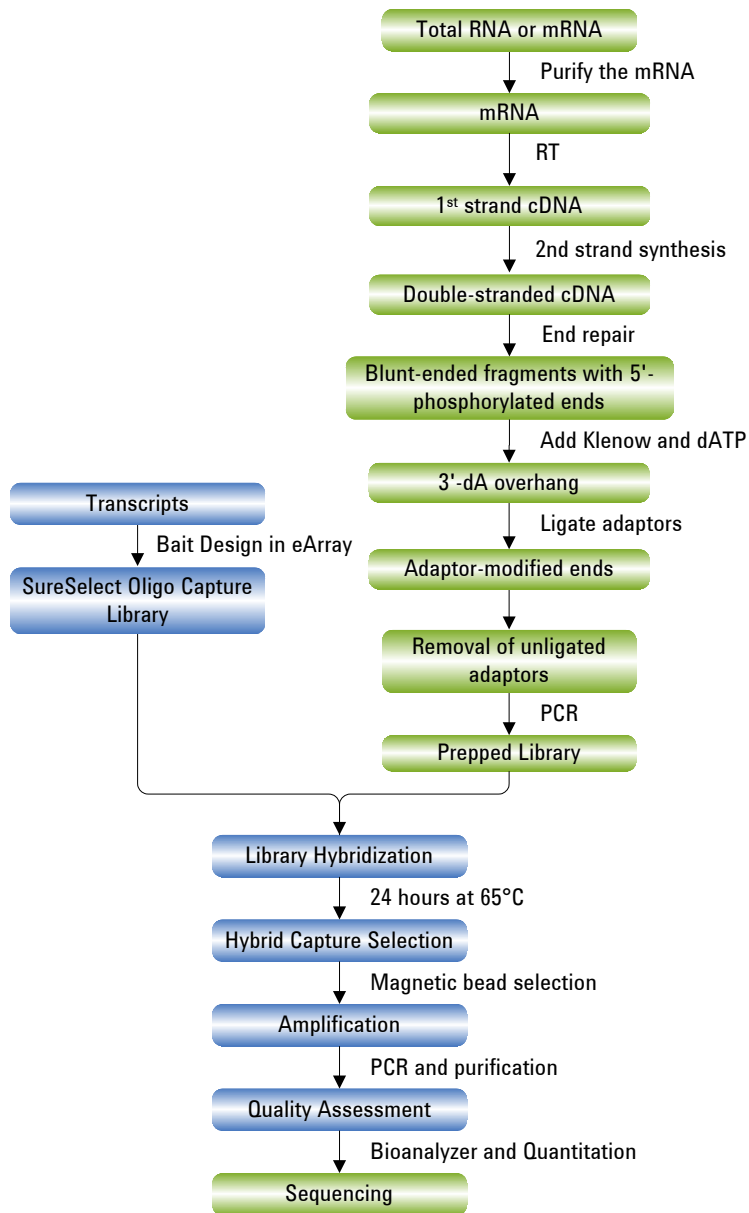 Total RNA or mRNA
Purify the mRNA
mRNA
RT
1st strand cDNA
2nd strand synthesis
Double-stranded cDNA
End repair
Blunt-ended fragments with 5'-
phosphorylated ends
Add Klenow and dATP
3'-dA overhang
Ligate adaptors
Adaptor-modified ends
Removal of unligated
adaptors
PCR
Prepped Library
Transcripts
Bait Design in eArray
SureSelect Oligo Capture
Library
Library Hybridization
24 hours at 65°C
Hybrid Capture Selection
Magnetic bead selection
Amplification
PCR and purification
Quality Assessment
Bioanalyzer and Quantitation
Sequencing